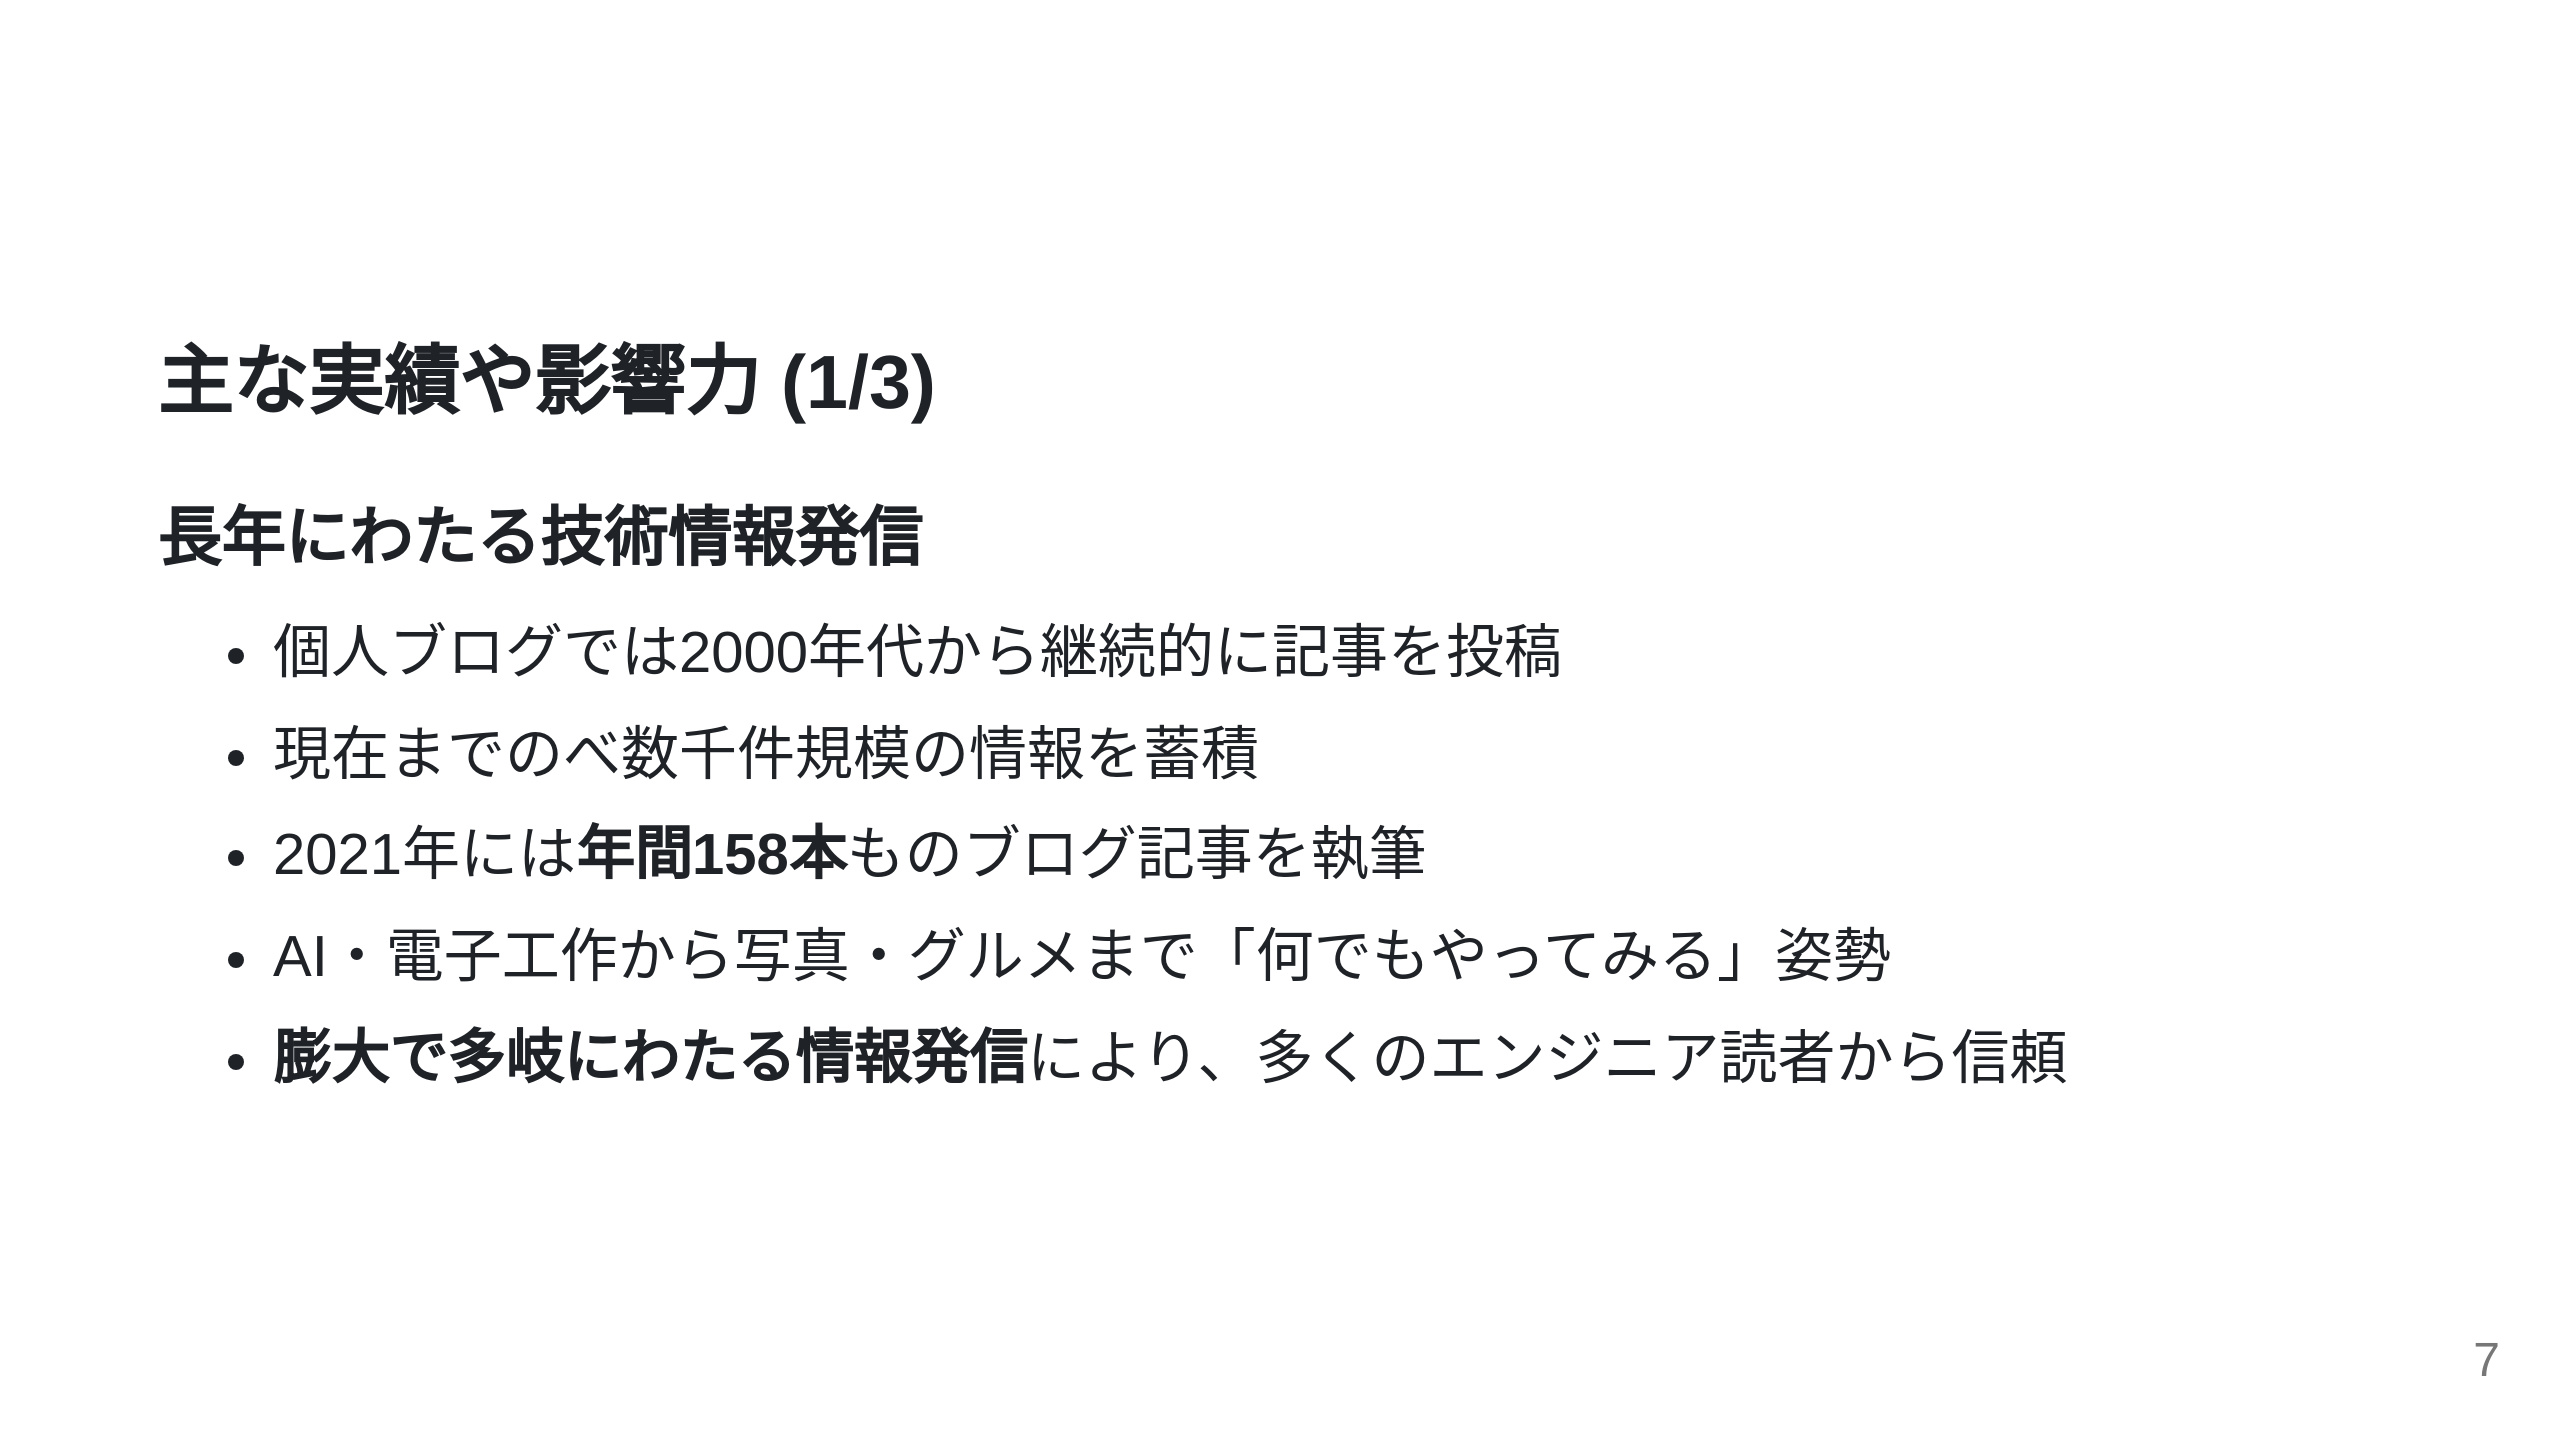 主な実績や影響力 (1/3)
長年にわたる技術情報発信
• 個人ブログでは2000年代から継続的に記事を投稿
• 現在までのべ数千件規模の情報を蓄積
• 2021年には年間158本ものブログ記事を執筆
• AI・電子工作から写真・グルメまで「何でもやってみる」姿勢
• 膨大で多岐にわたる情報発信により、多くのエンジニア読者から信頼
7